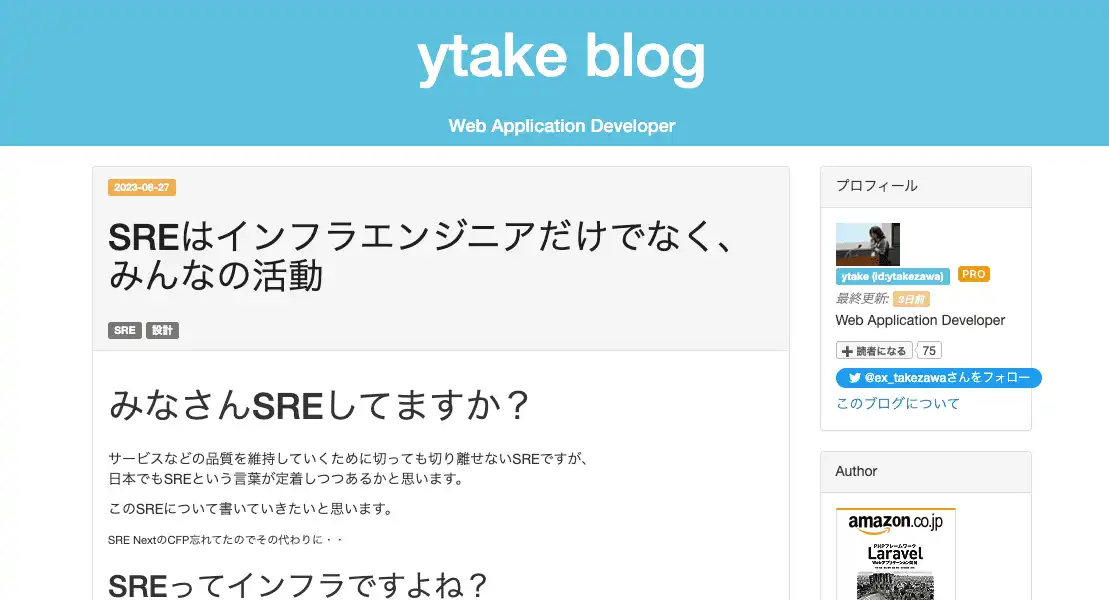 ytake blog
Web Application Developer
2023-06-27
SREはインフラエンジニアだけでなく、
みんなの活動
SRE 設計
みなさんSREしてますか？
サービスなどの品質を維持していくために切っても切り離せないSREですが、
日本でもSREという言葉が定着しつつあるかと思います。
このSREについて書いていきたいと思います。
SRE NextのCFP忘れてたのでその代わりに・・
SREってインフラですよね？
プロフィール
ytake (id:ytakezawa) PRO
最終更新: 3日前
Web Application Developer
読者になる 75
@ex_takezawaさんをフォロー
このブログについて
Author
amazon.co.jp
PHPフレームワーク
Laravel
Webアプリケーション開発